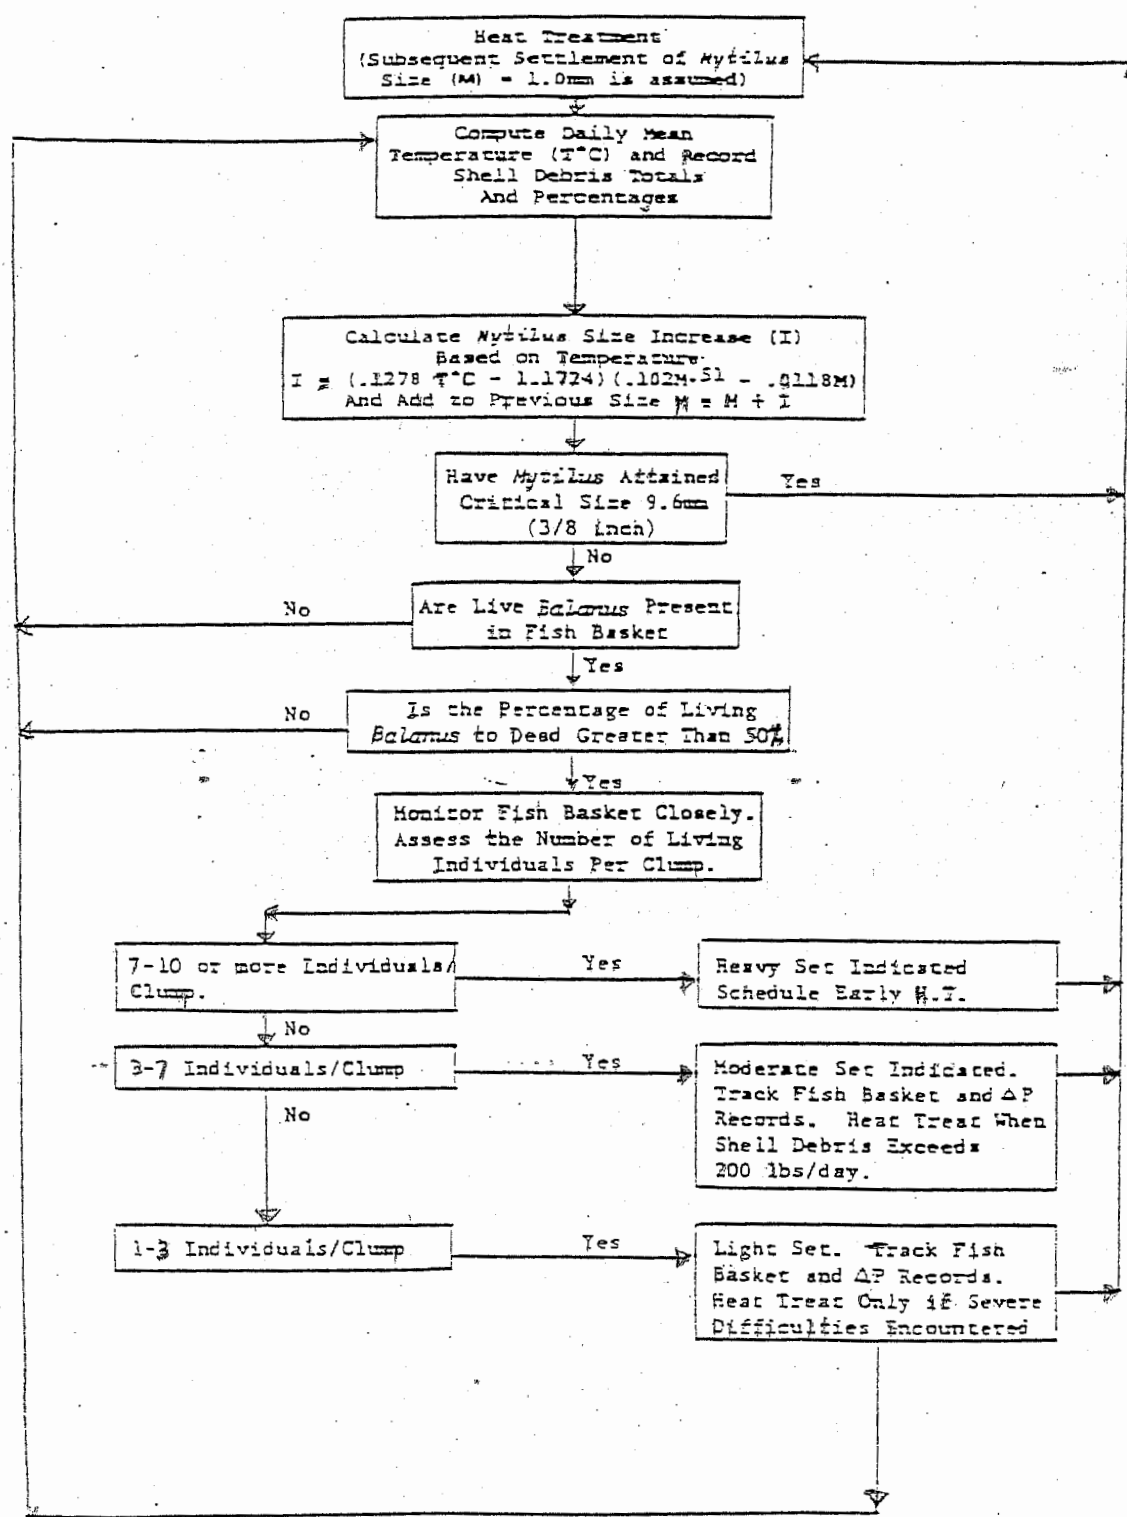 Heat Treatment
(Subsequent Settlement of Mytilus
Size (M) = 1.0mm is assumed)
Compute Daily Mean
Temperature (T°C) and Record
Shell Debris Totals
And Percentages
Calculate Mytilus Size Increase (I)
Based on Temperature
I = (.1278 T°C - 1.1724)(.102M.51 - .0118M)
And Add to Previous Size M = M + I
Have Mytilus Attained
Critical Size 9.6mm
(3/8 inch)
Yes
No
Are Live Balanus Present
in Fish Basket
No
Yes
Is the Percentage of Living
Balanus to Dead Greater Than 50%
No
Yes
Monitor Fish Basket Closely.
Assess the Number of Living
Individuals Per Clump.
7-10 or more Individuals/
Clump.
Yes
Heavy Set Indicated
Schedule Early H.T.
No
3-7 Individuals/Clump
Yes
Moderate Set Indicated.
Track Fish Basket and ΔP
Records. Heat Treat When
Shell Debris Exceeds
200 lbs/day.
No
1-3 Individuals/Clump
Yes
Light Set. Track Fish
Basket and ΔP Records.
Heat Treat Only if Severe
Difficulties Encountered